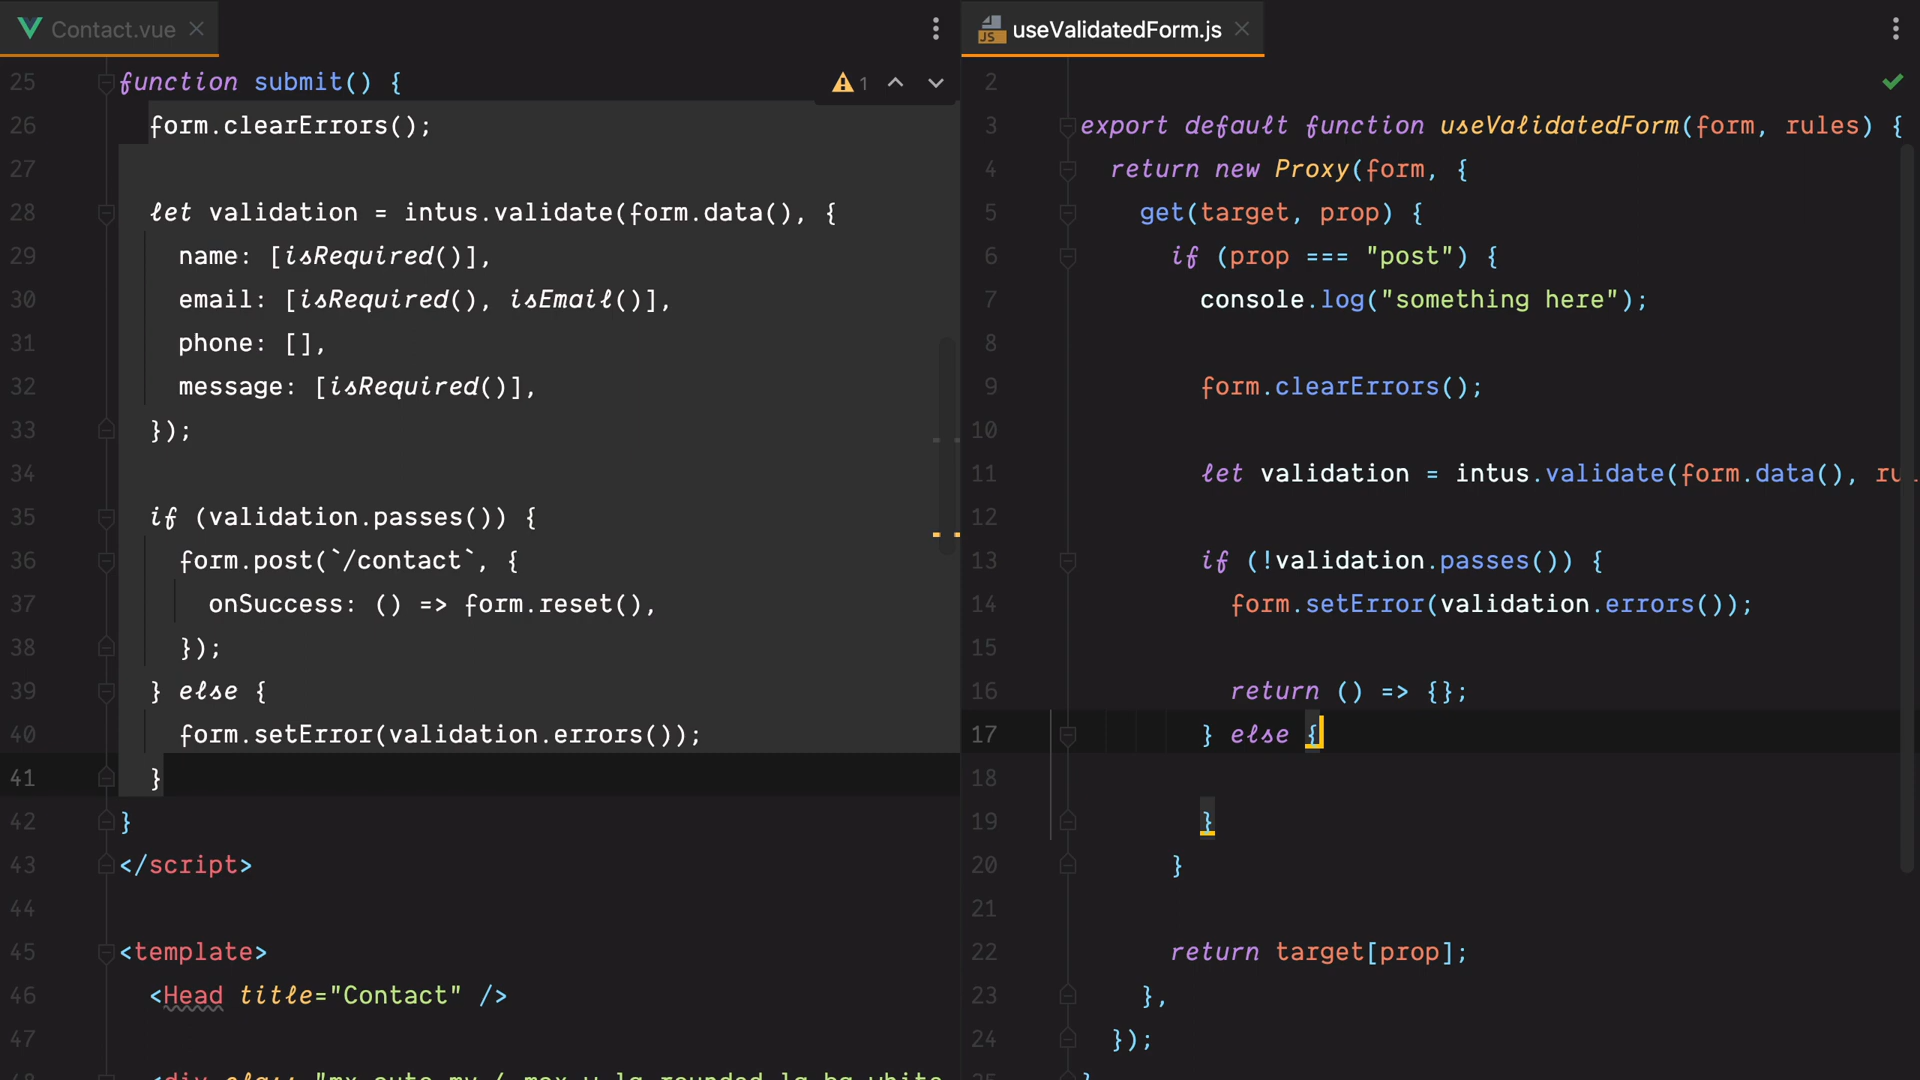 Contact.vue
25 function submit() {
1
26 form.clearErrors();
27
28 let validation = intus.validate(form.data(), {
29 name: [isRequired()],
30 email: [isRequired(), isEmail()],
31 phone: [],
32 message: [isRequired()],
33 });
34
35 if (validation.passes()) {
36 form.post(`/contact`, {
37 onSuccess: () => form.reset(),
38 });
39 } else {
40 form.setError(validation.errors());
41 }
42 }
43 </script>
44
45 <template>
46 <Head title="Contact" />
47
JS useValidatedForm.js
2
3 export default function useValidatedForm(form, rules) {
4 return new Proxy(form, {
5 get(target, prop) {
6 if (prop === "post") {
7 console.log("something here");
8
9 form.clearErrors();
10
11 let validation = intus.validate(form.data(), ru
12
13 if (!validation.passes()) {
14 form.setError(validation.errors());
15
16 return () => {};
17 } else {
18
19 }
20 }
21
22 return target[prop];
23 },
24 });